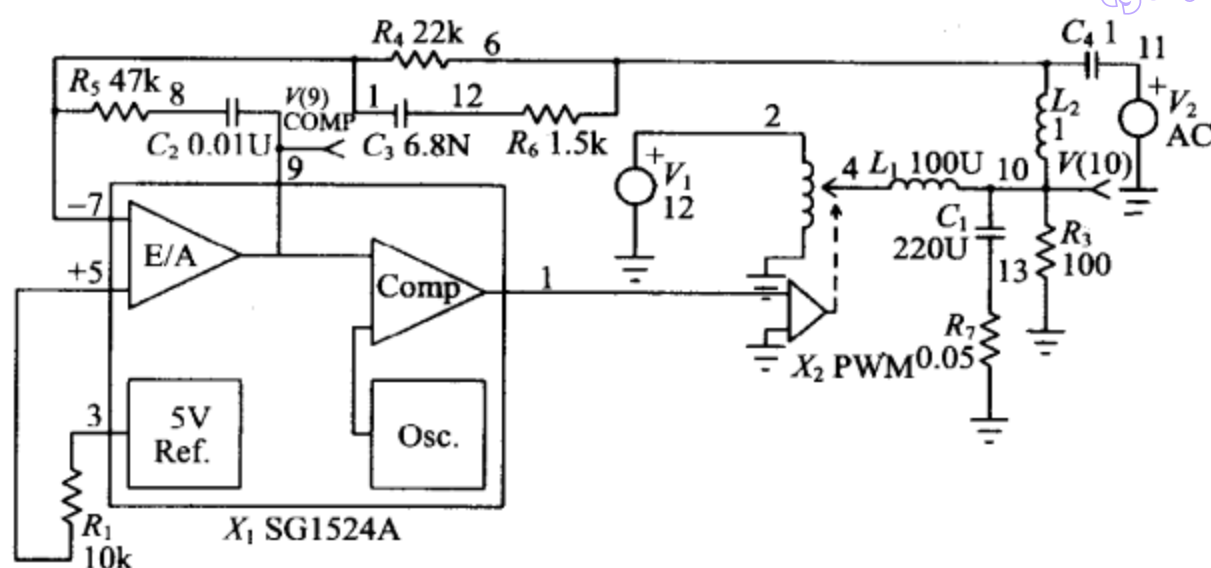 R4 22k 6
C4 1 11
R5 47k 8
V(9)
COMP
1 12
C2 0.01U
C3 6.8N
R6 1.5k
9
2
V1
12
4 L1 100U 10
L2
1
V(10)
V2
AC
-7
+5
E/A
Comp
1
C1
220U
13
R3
100
R7
0.05
X2 PWM
3
5V
Ref.
Osc.
R1
10k
X1 SG1524A